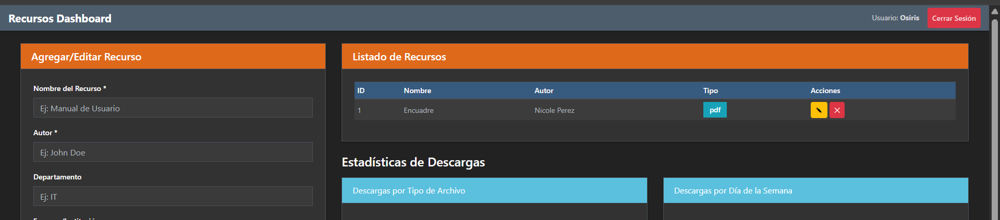 Recursos Dashboard
Usuario: Osiris
Cerrar Sesión
Agregar/Editar Recurso
Nombre del Recurso *
Ej: Manual de Usuario
Autor *
Ej: John Doe
Departamento
Ej: IT
Listado de Recursos
ID Nombre Autor Tipo Acciones
1 Encuadre Nicole Perez pdf
Estadísticas de Descargas
Descargas por Tipo de Archivo
Descargas por Día de la Semana